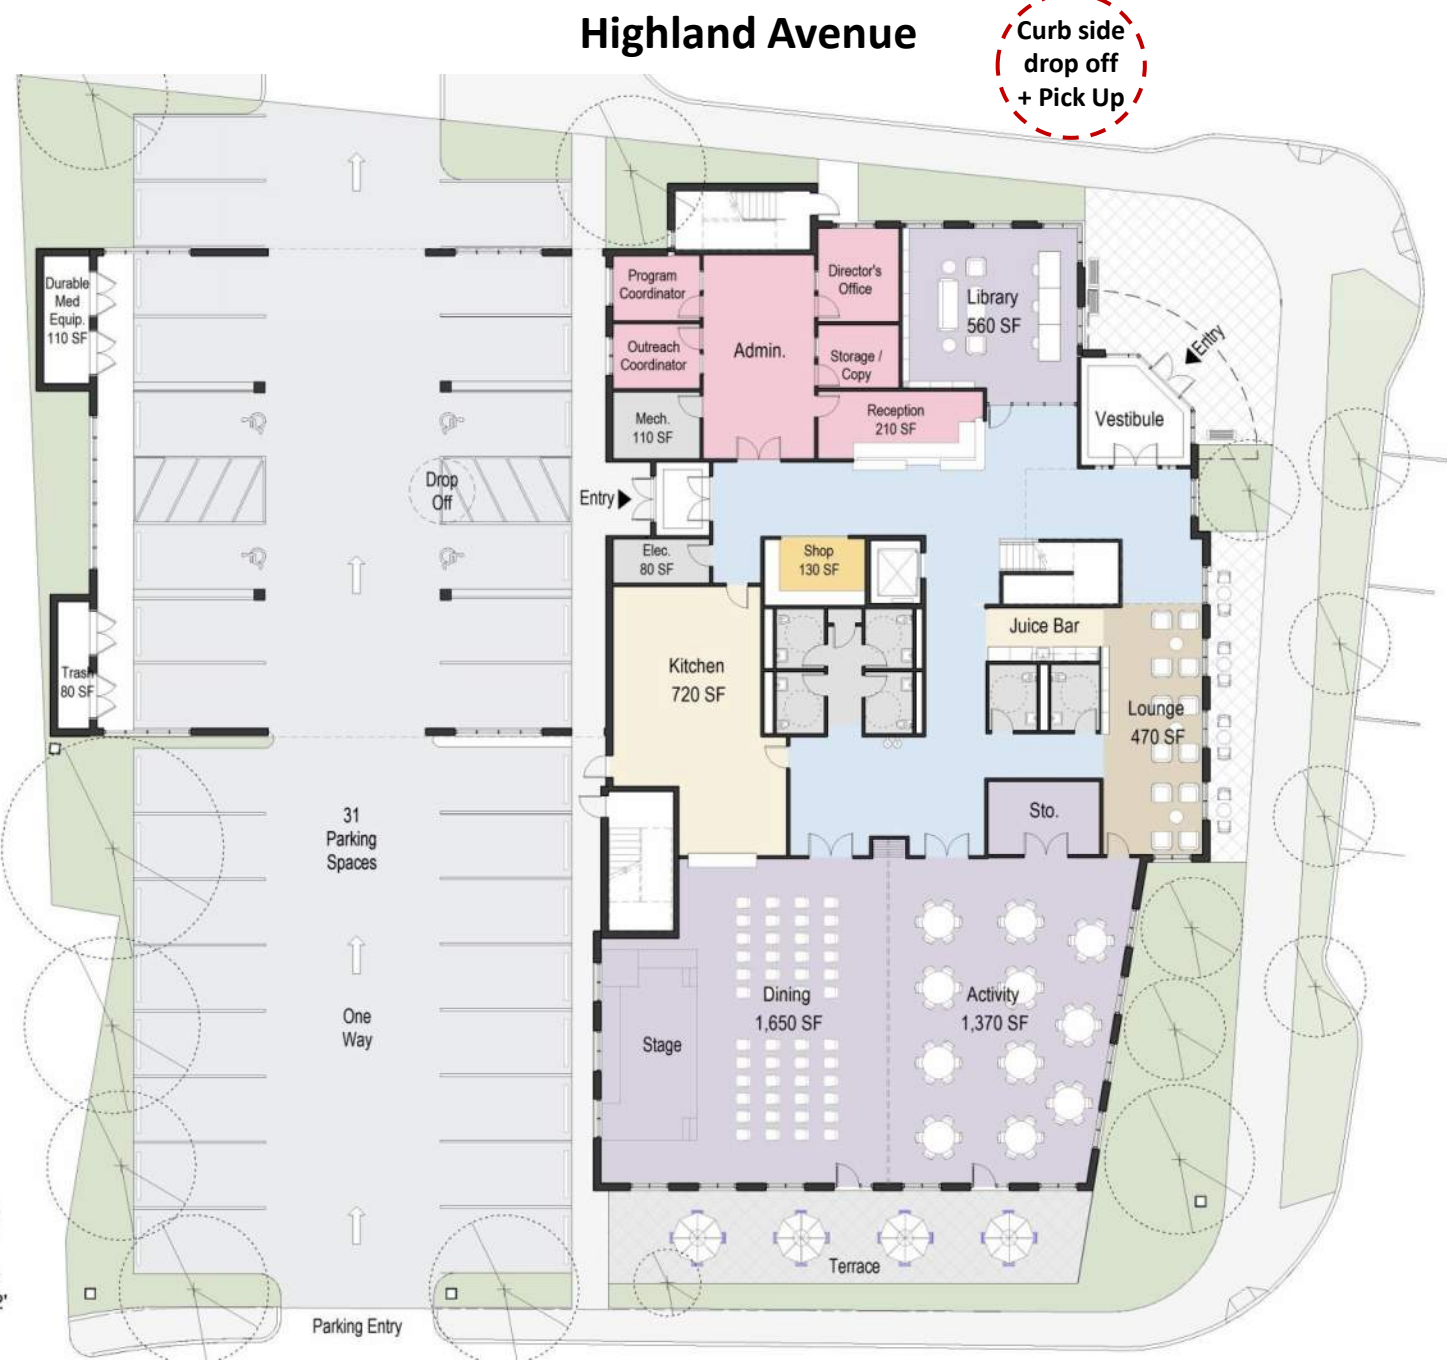 Highland Avenue
Curb side
drop off
+ Pick Up
Durable
Med
Equip.
110 SF
Program
Coordinator
Director's
Office
Library
560 SF
Entry
Outreach
Coordinator
Admin.
Storage /
Copy
Mech.
110 SF
Reception
210 SF
Vestibule
Drop
Off
Entry
Elec.
80 SF
Shop
130 SF
Juice Bar
Trash
80 SF
Kitchen
720 SF
Lounge
470 SF
31
Parking
Spaces
Sto.
One
Way
Stage
Dining
1,650 SF
Activity
1,370 SF
Terrace
2'
Parking Entry